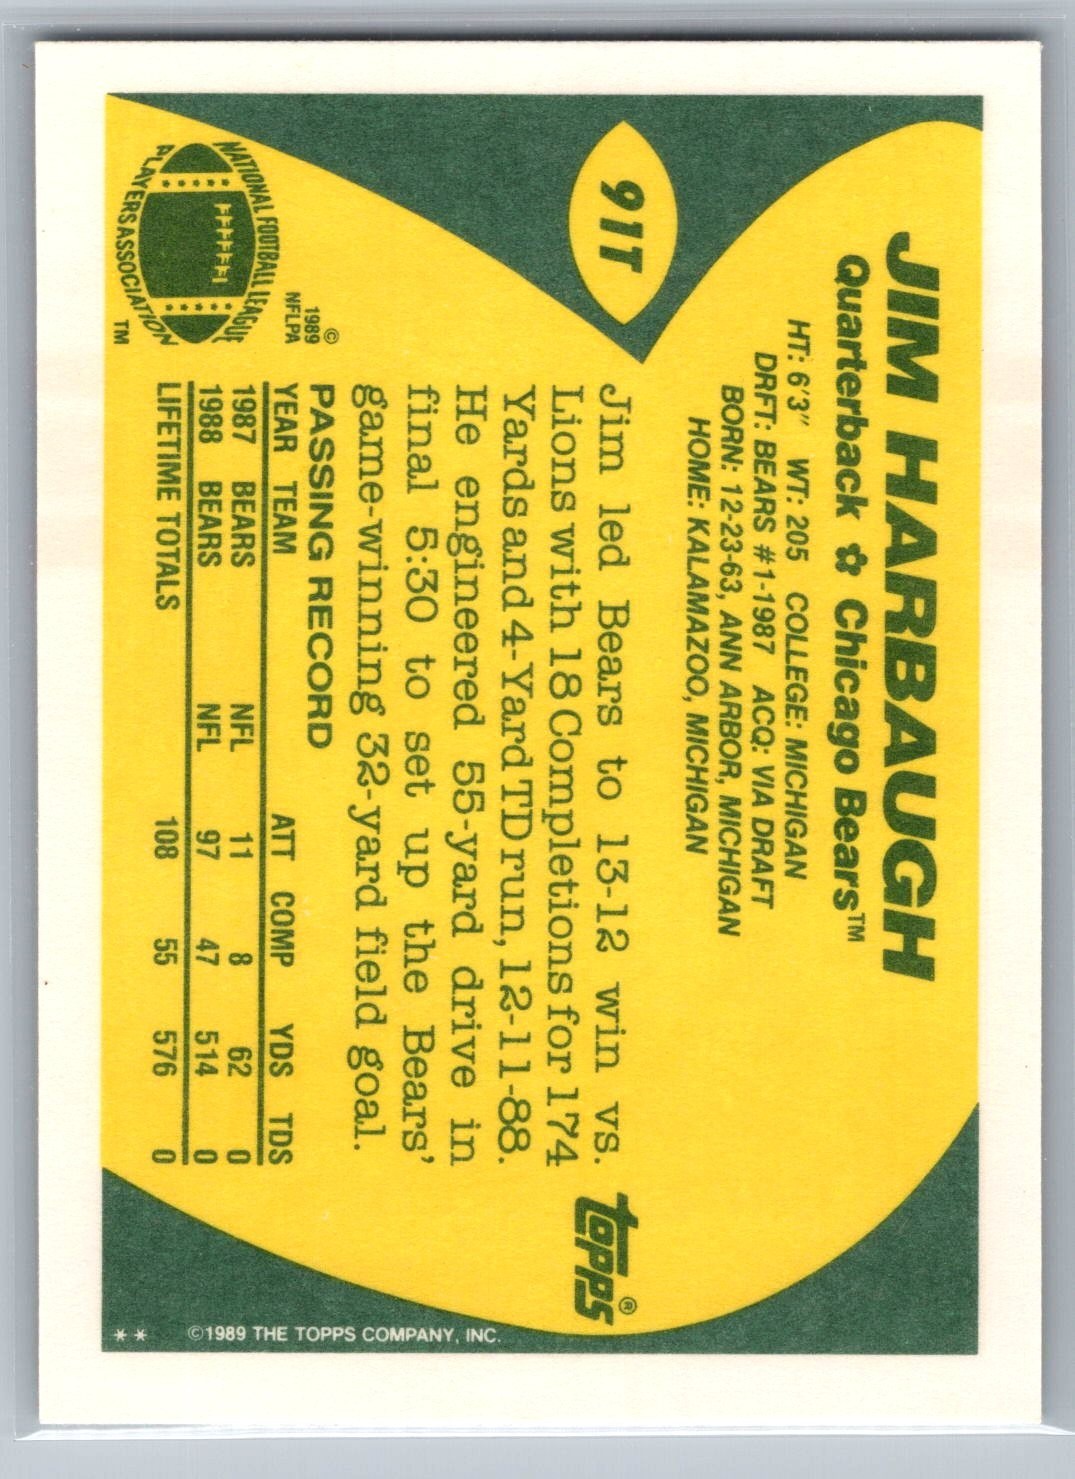 91T
JIM HARBAUGH
Quarterback ✿ Chicago Bears™
HT: 6'3" WT: 205 COLLEGE: MICHIGAN
DRFT: BEARS #1-1987 ACQ: VIA DRAFT
BORN: 12-23-63, ANN ARBOR, MICHIGAN
HOME: KALAMAZOO, MICHIGAN
Jim led Bears to 13-12 win vs.
Lions with 18 Completions for 174
Yards and 4-Yard TD run, 12-11-88.
He engineered 55-yard drive in
final 5:30 to set up the Bears'
game-winning 32-yard field goal.
PASSING RECORD
YEAR TEAM ATT COMP YDS TDS
1987 BEARS NFL 11 8 62 0
1988 BEARS NFL 97 47 514 0
LIFETIME TOTALS 108 55 576 0
©
1989
NFLPA
NATIONAL FOOTBALL LEAGUE
PLAYERS ASSOCIATION
TM
topps®
©1989 THE TOPPS COMPANY, INC.
**